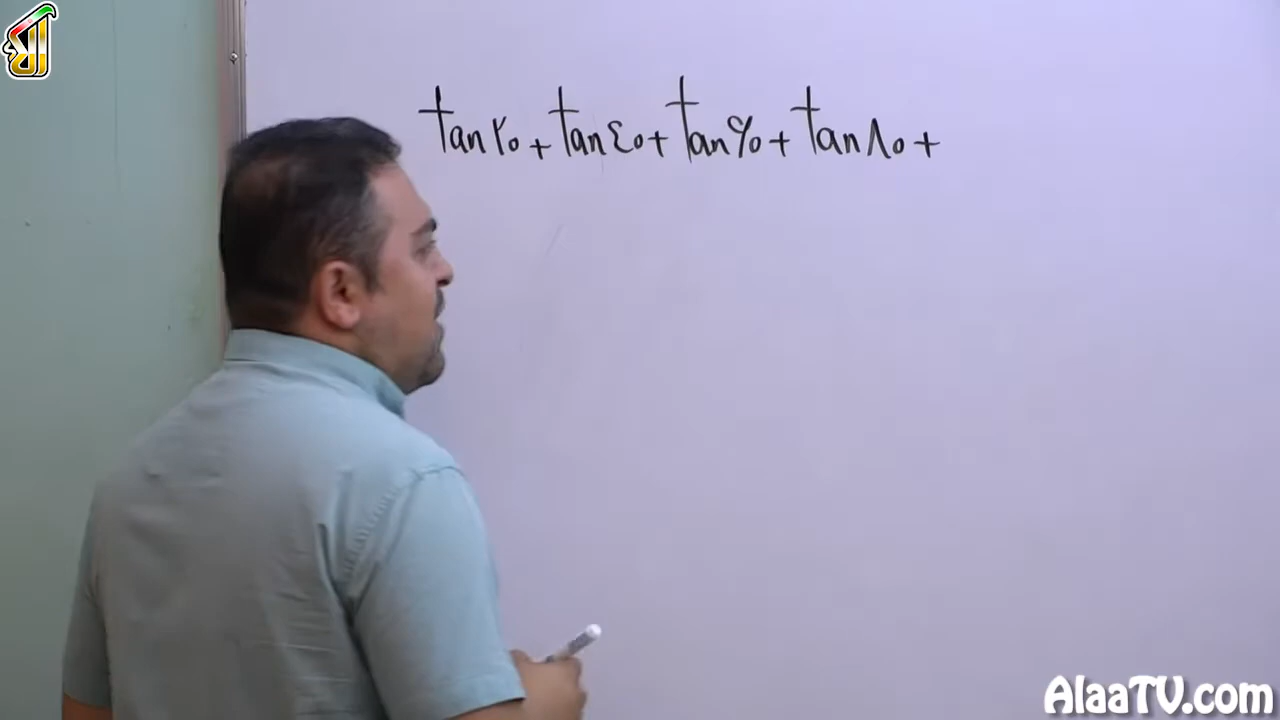 tan ۲۰ + tan ۴۰ + tan ۶۰ + tan ۸۰ +
AlaaTV.com